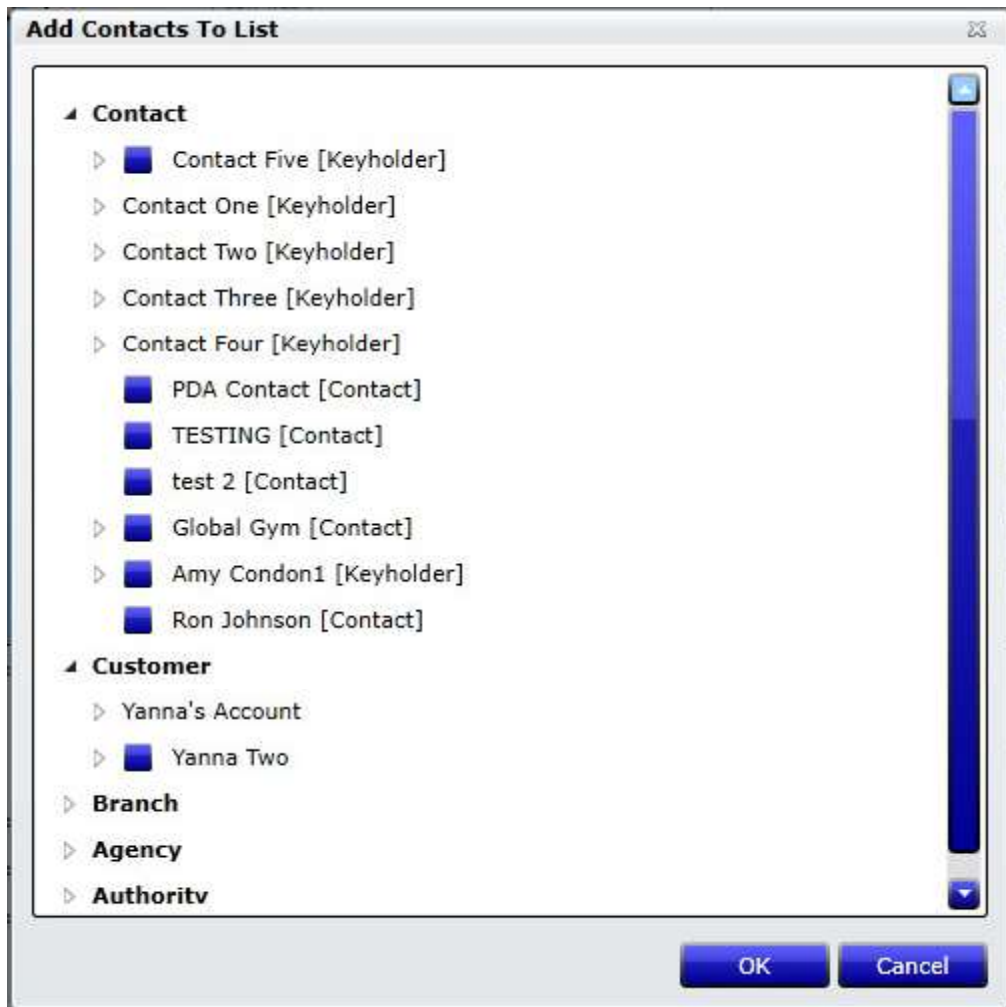 Add Contacts To List
Contact
Contact Five [Keyholder]
Contact One [Keyholder]
Contact Two [Keyholder]
Contact Three [Keyholder]
Contact Four [Keyholder]
PDA Contact [Contact]
TESTING [Contact]
test 2 [Contact]
Global Gym [Contact]
Amy Condon1 [Keyholder]
Ron Johnson [Contact]
Customer
Yanna's Account
Yanna Two
Branch
Agency
Authority
OK Cancel